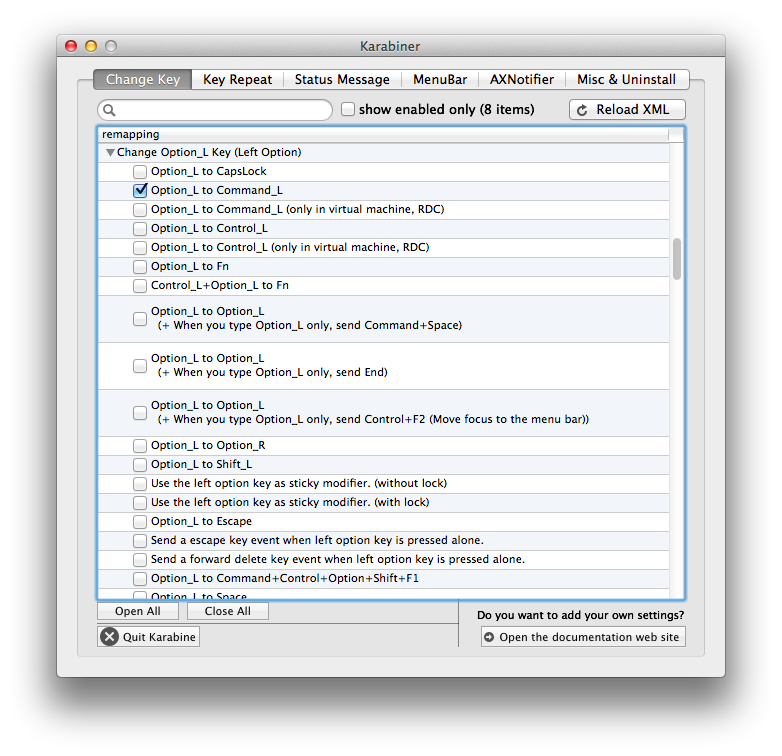 Karabiner
Change Key Key Repeat Status Message MenuBar AXNotifier Misc & Uninstall
show enabled only (8 items) Reload XML
remapping
Change Option_L Key (Left Option)
Option_L to CapsLock
Option_L to Command_L
Option_L to Command_L (only in virtual machine, RDC)
Option_L to Control_L
Option_L to Control_L (only in virtual machine, RDC)
Option_L to Fn
Control_L+Option_L to Fn
Option_L to Option_L
(+ When you type Option_L only, send Command+Space)
Option_L to Option_L
(+ When you type Option_L only, send End)
Option_L to Option_L
(+ When you type Option_L only, send Control+F2 (Move focus to the menu bar))
Option_L to Option_R
Option_L to Shift_L
Use the left option key as sticky modifier. (without lock)
Use the left option key as sticky modifier. (with lock)
Option_L to Escape
Send a escape key event when left option key is pressed alone.
Send a forward delete key event when left option key is pressed alone.
Option_L to Command+Control+Option+Shift+F1
Option_L to Space
Open All Close All
Do you want to add your own settings?
Quit Karabine Open the documentation web site